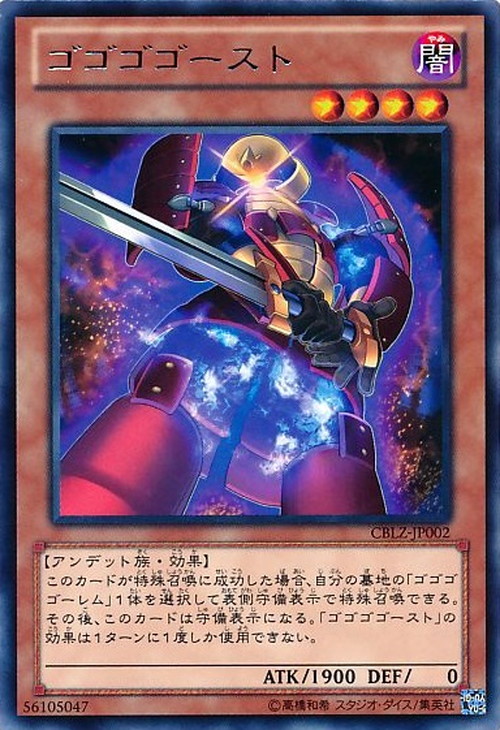 ゴゴゴゴースト
やみ
闇
CBLZ-JP002
【アンデット族・効果】
このカードが特殊召喚に成功した場合、自分の墓地の「ゴゴゴ
ゴーレム」1体を選択して表側守備表示で特殊召喚できる。
その後、このカードは守備表示になる。「ゴゴゴゴースト」の
効果は1ターンに1度しか使用できない。
ATK/1900 DEF/ 0
56105047 ©高橋和希 スタジオ・ダイス/集英社